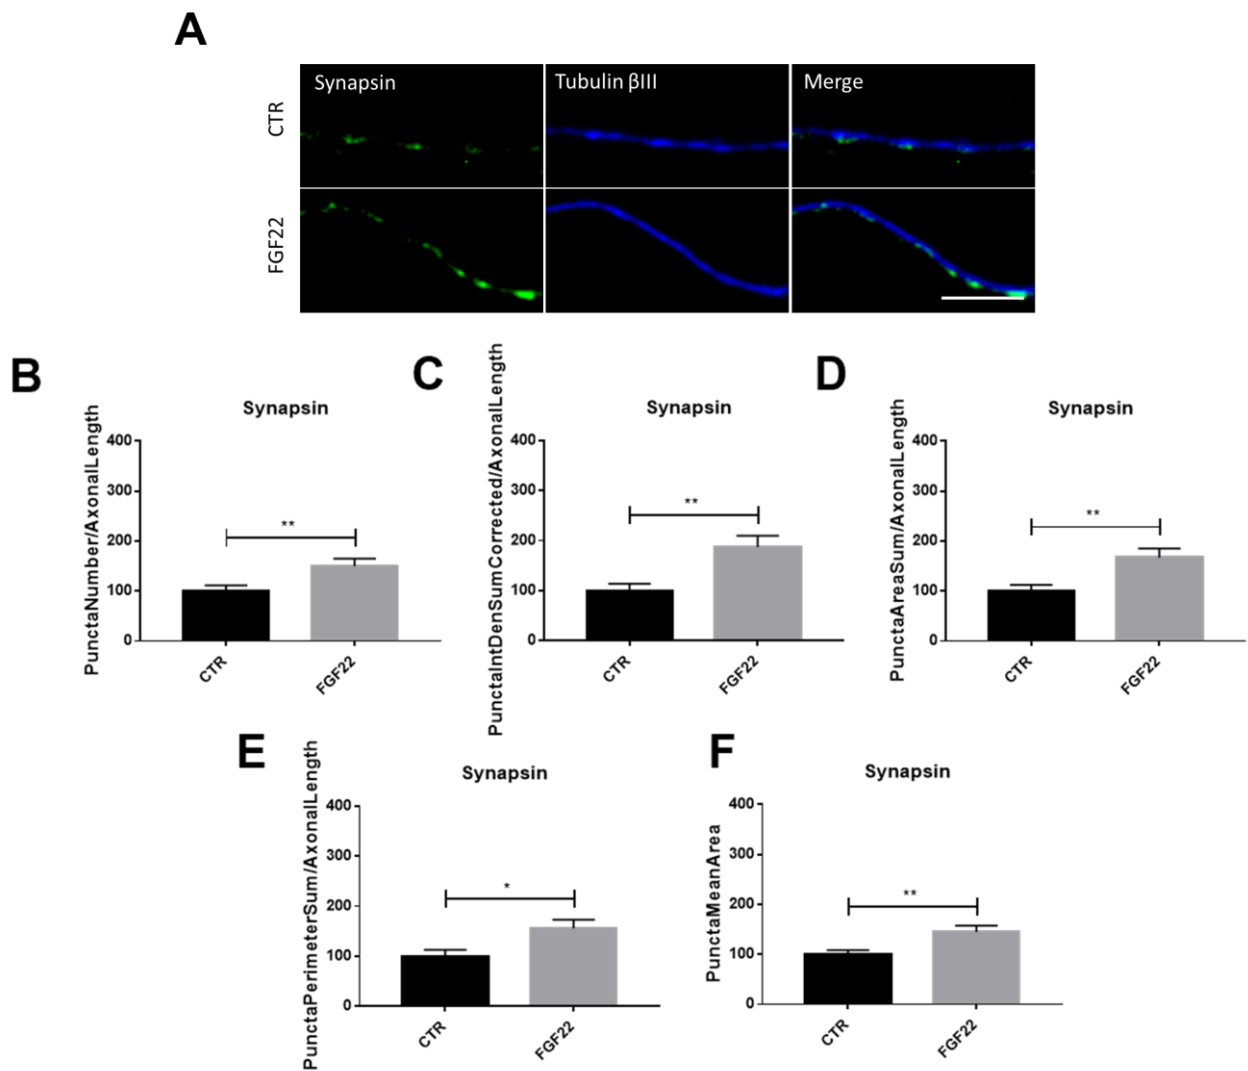 A
Synapsin
Tubulin βIII
Merge
CTR
FGF22
B
Synapsin
PunctaNumber/AxonalLength
400
300
200
100
0
**
CTR
FGF22
C
Synapsin
PunctaIntDenSumCorrected/AxonalLength
400
300
200
100
0
**
CTR
FGF22
D
Synapsin
PunctaAreaSum/AxonalLength
400
300
200
100
0
**
CTR
FGF22
E
Synapsin
PunctaPerimeterSum/AxonalLength
400
300
200
100
0
*
CTR
FGF22
F
Synapsin
PunctaMeanArea
400
300
200
100
0
**
CTR
FGF22